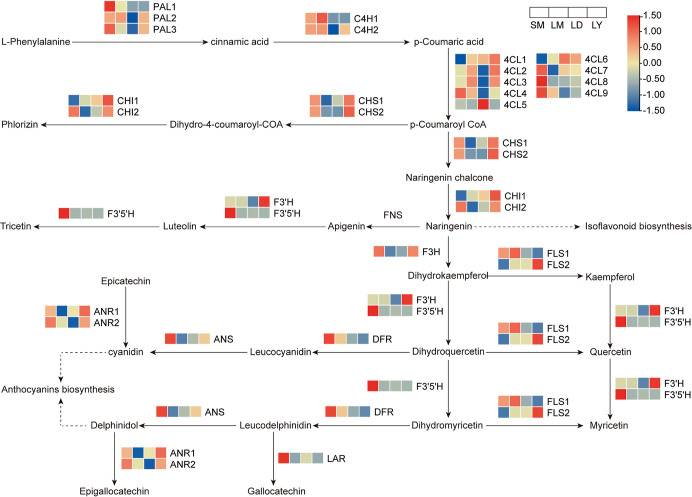 PAL1
PAL2
PAL3
C4H1
C4H2
SM LM LD LY
1.50
1.00
0.50
0.00
-0.50
-1.00
-1.50
L-Phenylalanine
cinnamic acid
p-Coumaric acid
4CL1
4CL2
4CL3
4CL4
4CL5
4CL6
4CL7
4CL8
4CL9
CHI1
CHI2
CHS1
CHS2
Phlorizin
Dihydro-4-coumaroyl-COA
p-Coumaroyl CoA
CHS1
CHS2
Naringenin chalcone
CHI1
CHI2
F3'5'H
F3'H
F3'5'H
FNS
Tricetin
Luteolin
Apigenin
Naringenin
Isoflavonoid biosynthesis
F3H
FLS1
FLS2
Dihydokaempferol
Kaempferol
Epicatechin
ANR1
ANR2
F3'H
F3'5'H
F3'H
F3'5'H
ANS
DFR
FLS1
FLS2
cyanidin
Leucocyanidin
Dihydroquercetin
Quercetin
Anthocyanins biosynthesis
F3'5'H
F3'H
F3'5'H
ANS
DFR
FLS1
FLS2
Delphinidol
Leucodelphinidin
Dihydromyricetin
Myricetin
ANR1
ANR2
LAR
Epigallocatechin
Gallocatechin